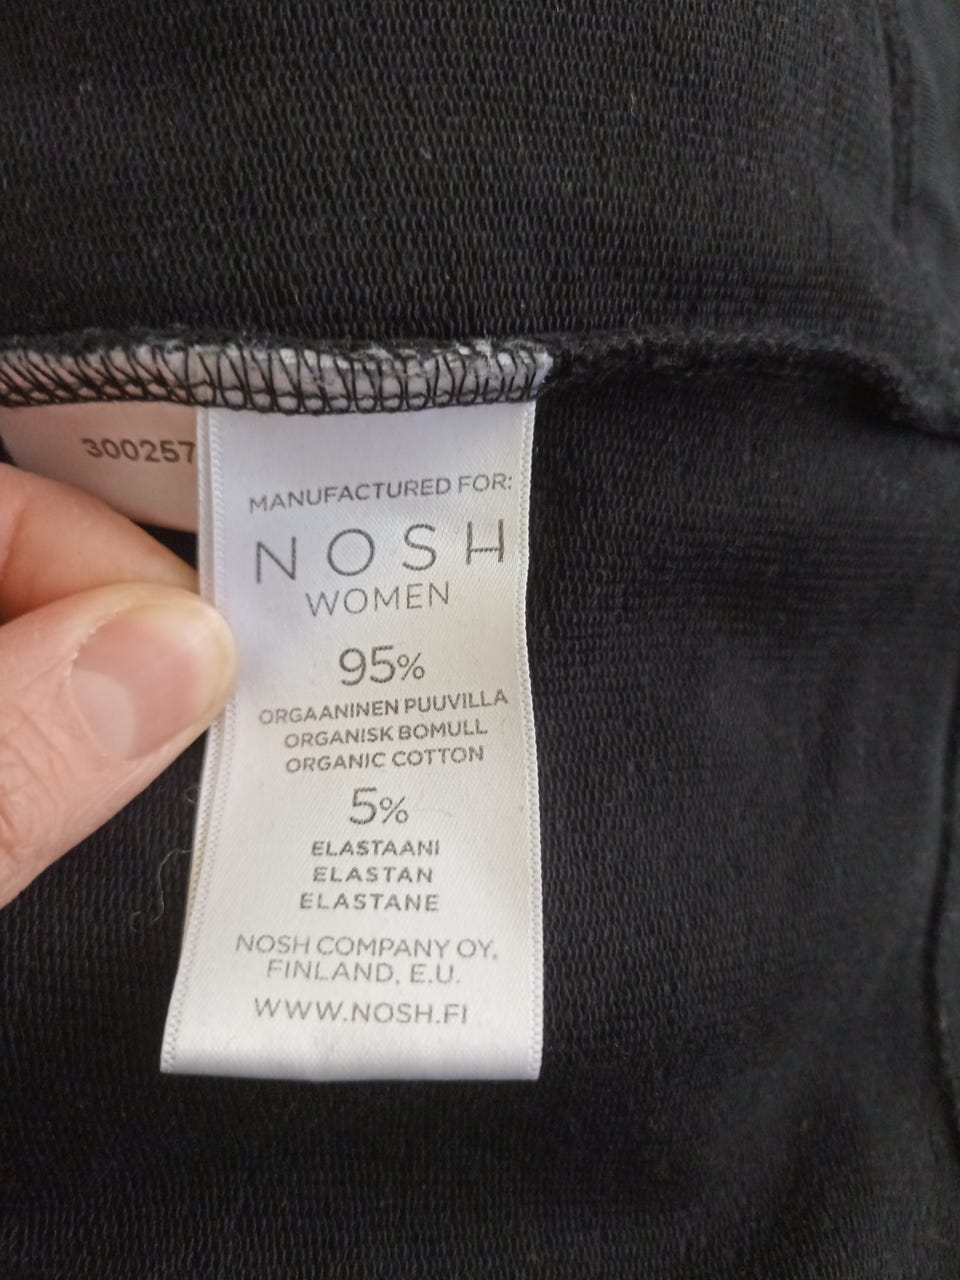 300257
MANUFACTURED FOR:
NOSH
WOMEN
95%
ORGAANINEN PUUVILLA
ORGANISK BOMULL
ORGANIC COTTON
5%
ELASTAANI
ELASTAN
ELASTANE
NOSH COMPANY OY,
FINLAND, E.U.
WWW.NOSH.FI